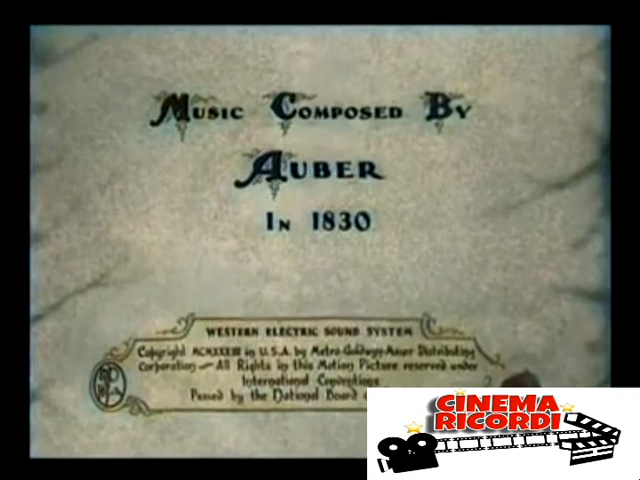 Music Composed By
AUBER
In 1830
WESTERN ELECTRIC SOUND SYSTEM
Copyright MCMXXXIII in U.S.A. by Metro-Goldwyn-Mayer Distributing
Corporation — All Rights in this Motion Picture reserved under
International Conventions
Passed by the National Board
CINEMA
RICORDI